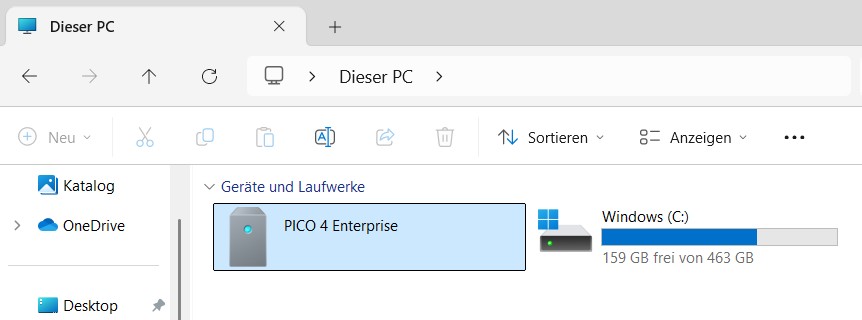 Dieser PC
Dieser PC
Neu
Sortieren
Anzeigen
Katalog
OneDrive
Desktop
Geräte und Laufwerke
PICO 4 Enterprise
Windows (C:)
159 GB frei von 463 GB